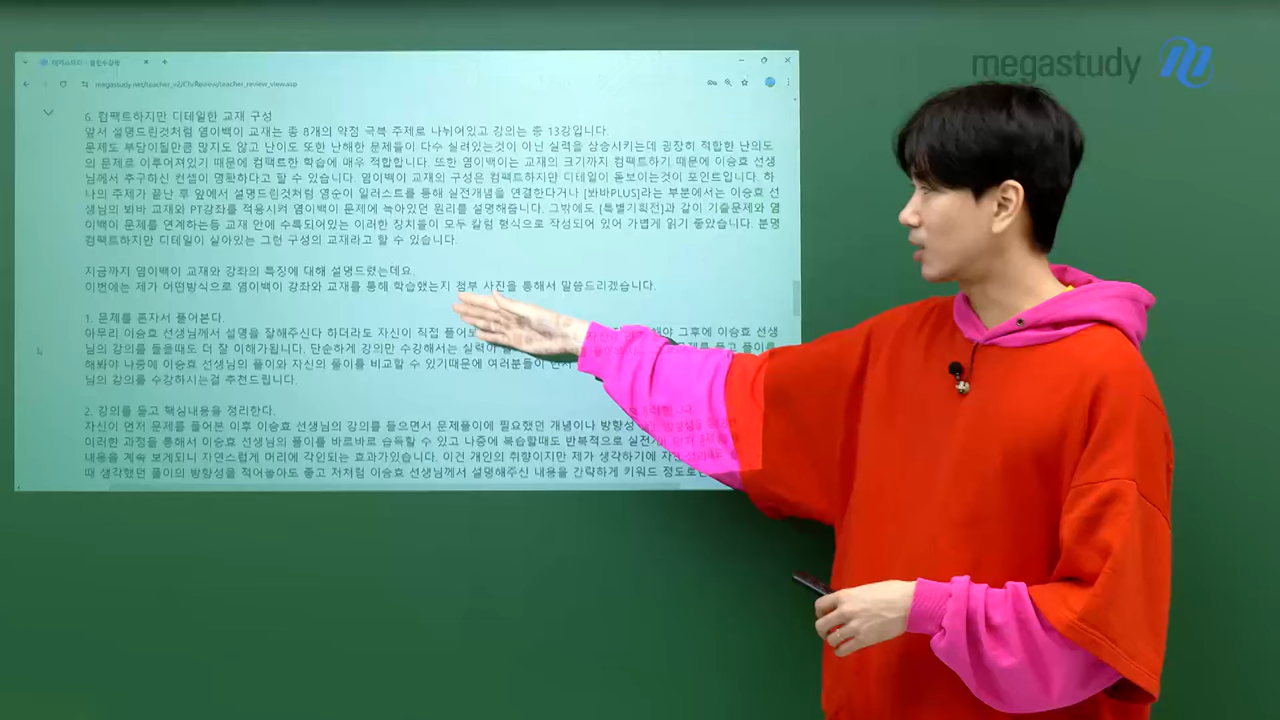 megastudy
메가스터디 - 클린수강평
megastudy.net/teacher_v2/ChrReview/teacher_review_view.asp
6. 컴팩트하지만 디테일한 교재 구성
앞서 설명드린것처럼 염이백이 교재는 총 8개의 약점 극복 주제로 나뉘어있고 강의는 총 13강입니다.
문제도 부담이될만큼 많지도 않고 난이도 또한 난해한 문제들이 다수 실려있는것이 아닌 실력을 상승시키는데 굉장히 적합한 난의도
의 문제로 이루어져있기 때문에 컴팩트한 학습에 매우 적합합니다. 또한 염이백이는 교재의 크기까지 컴팩트하기 때문에 이승효 선생
님께서 추구하신 컨셉이 명확하다고 할 수 있습니다. 염이백이 교재의 구성은 컴팩트하지만 디테일이 돋보이는것이 포인트입니다. 하
나의 주제가 끝난 후 앞에서 설명드린것처럼 염순이 일러스트를 통해 실전개념을 연결한다거나 [봐바PLUS]라는 부분에서는 이승효 선
생님의 봐바 교재와 PT강좌를 적용시켜 염이백이 문제에 녹아있던 원리를 설명해줍니다. 그밖에도 [특별기획전]과 같이 기출문제와 염
이백이 문제를 연계하는등 교재 안에 수록되어있는 이러한 장치들이 모두 칼럼 형식으로 작성되어 있어 가볍게 읽기 좋았습니다. 분명
컴팩트하지만 디테일이 살아있는 그런 구성의 교재라고 할 수 있습니다.
지금까지 염이백이 교재와 강좌의 특징에 대해 설명드렸는데요.
이번에는 제가 어떤방식으로 염이백이 강좌와 교재를 통해 학습했는지 첨부 사진을 통해서 말씀드리겠습니다.
1. 문제를 혼자서 풀어본다.
아무리 이승효 선생님께서 설명을 잘해주신다 하더라도 자신이 직접 풀어보 해야 그후에 이승효 선생
님의 강의를 들을때도 더 잘 이해가됩니다. 단순하게 강의만 수강해서는 실력이 문제를 풀고 풀이를
해봐야 나중에 이승효 선생님의 풀이와 자신의 풀이를 비교할 수 있기때문에 여러분들이 먼저
님의 강의를 수강하시는걸 추천드립니다.
2. 강의를 듣고 핵심내용을 정리한다.
자신이 먼저 문제를 풀어본 이후 이승효 선생님의 강의를 들으면서 문제풀이에 필요했던 개념이나 방향성
이러한 과정을 통해서 이승효 선생님의 풀이를 바로바로 습득할 수 있고 나중에 복습할때도 반복적으로 실전개
내용을 계속 보게되니 자연스럽게 머리에 각인되는 효과가있습니다. 이건 개인의 취향이지만 제가 생각하기에
때 생각했던 풀이의 방향성을 적어놓아도 좋고 저처럼 이승효 선생님께서 설명해주신 내용을 간략하게 키워드 정도로